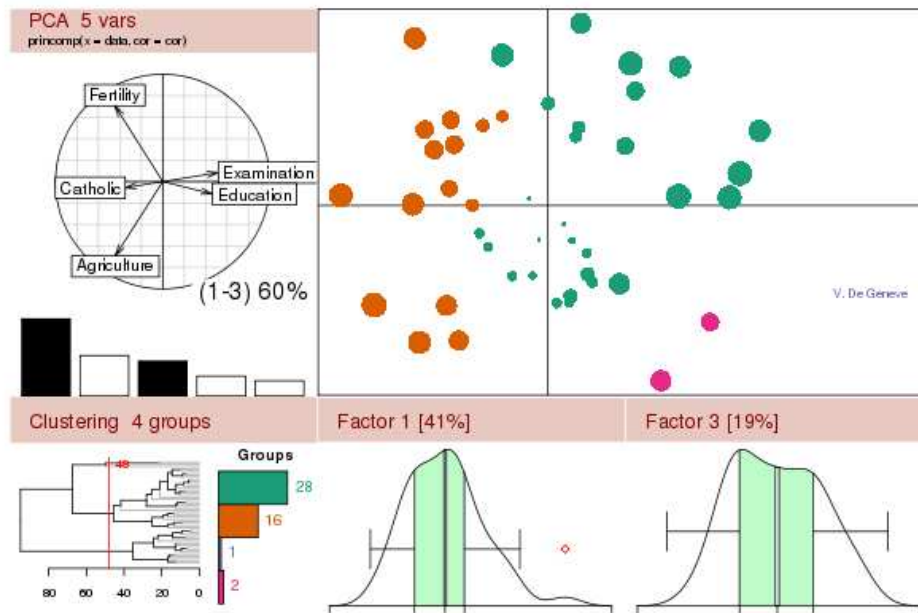 PCA 5 vars
princomp(x = data, cor = cor)
Fertility
Catholic
Examination
Education
Agriculture
(1-3) 60%
V. De Geneve
Clustering 4 groups
Factor 1 [41%]
Factor 3 [19%]
48
Groups
28
16
1
2
80 60 40 20 0